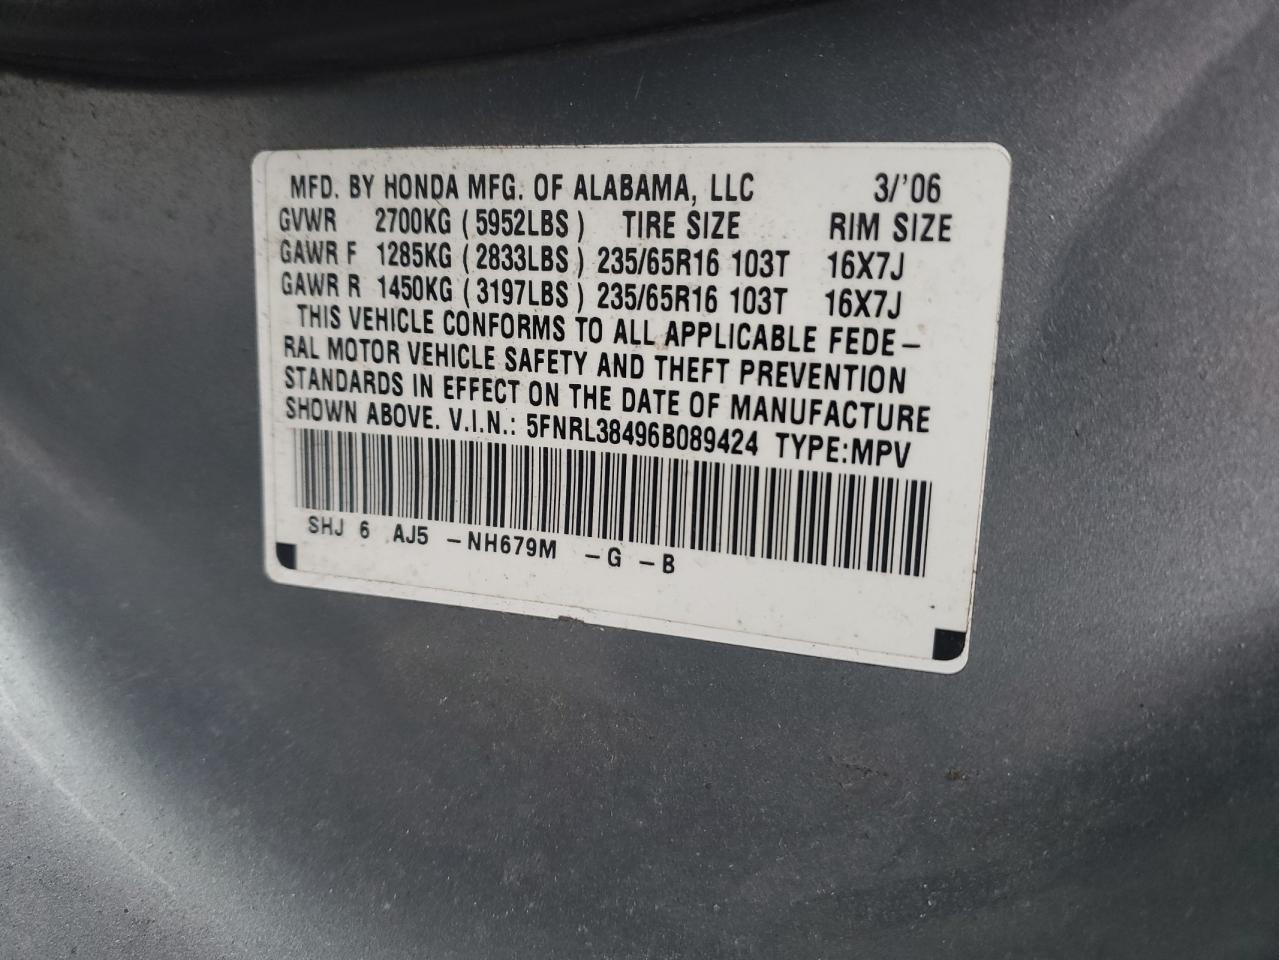 MFD. BY HONDA MFG. OF ALABAMA, LLC 3/'06
GVWR 2700KG (5952LBS) TIRE SIZE RIM SIZE
GAWR F 1285KG (2833LBS) 235/65R16 103T 16X7J
GAWR R 1450KG (3197LBS) 235/65R16 103T 16X7J
THIS VEHICLE CONFORMS TO ALL APPLICABLE FEDE-
RAL MOTOR VEHICLE SAFETY AND THEFT PREVENTION
STANDARDS IN EFFECT ON THE DATE OF MANUFACTURE
SHOWN ABOVE. V.I.N.: 5FNRL38496B089424 TYPE:MPV
SHJ 6 AJ5 -NH679M -G -B